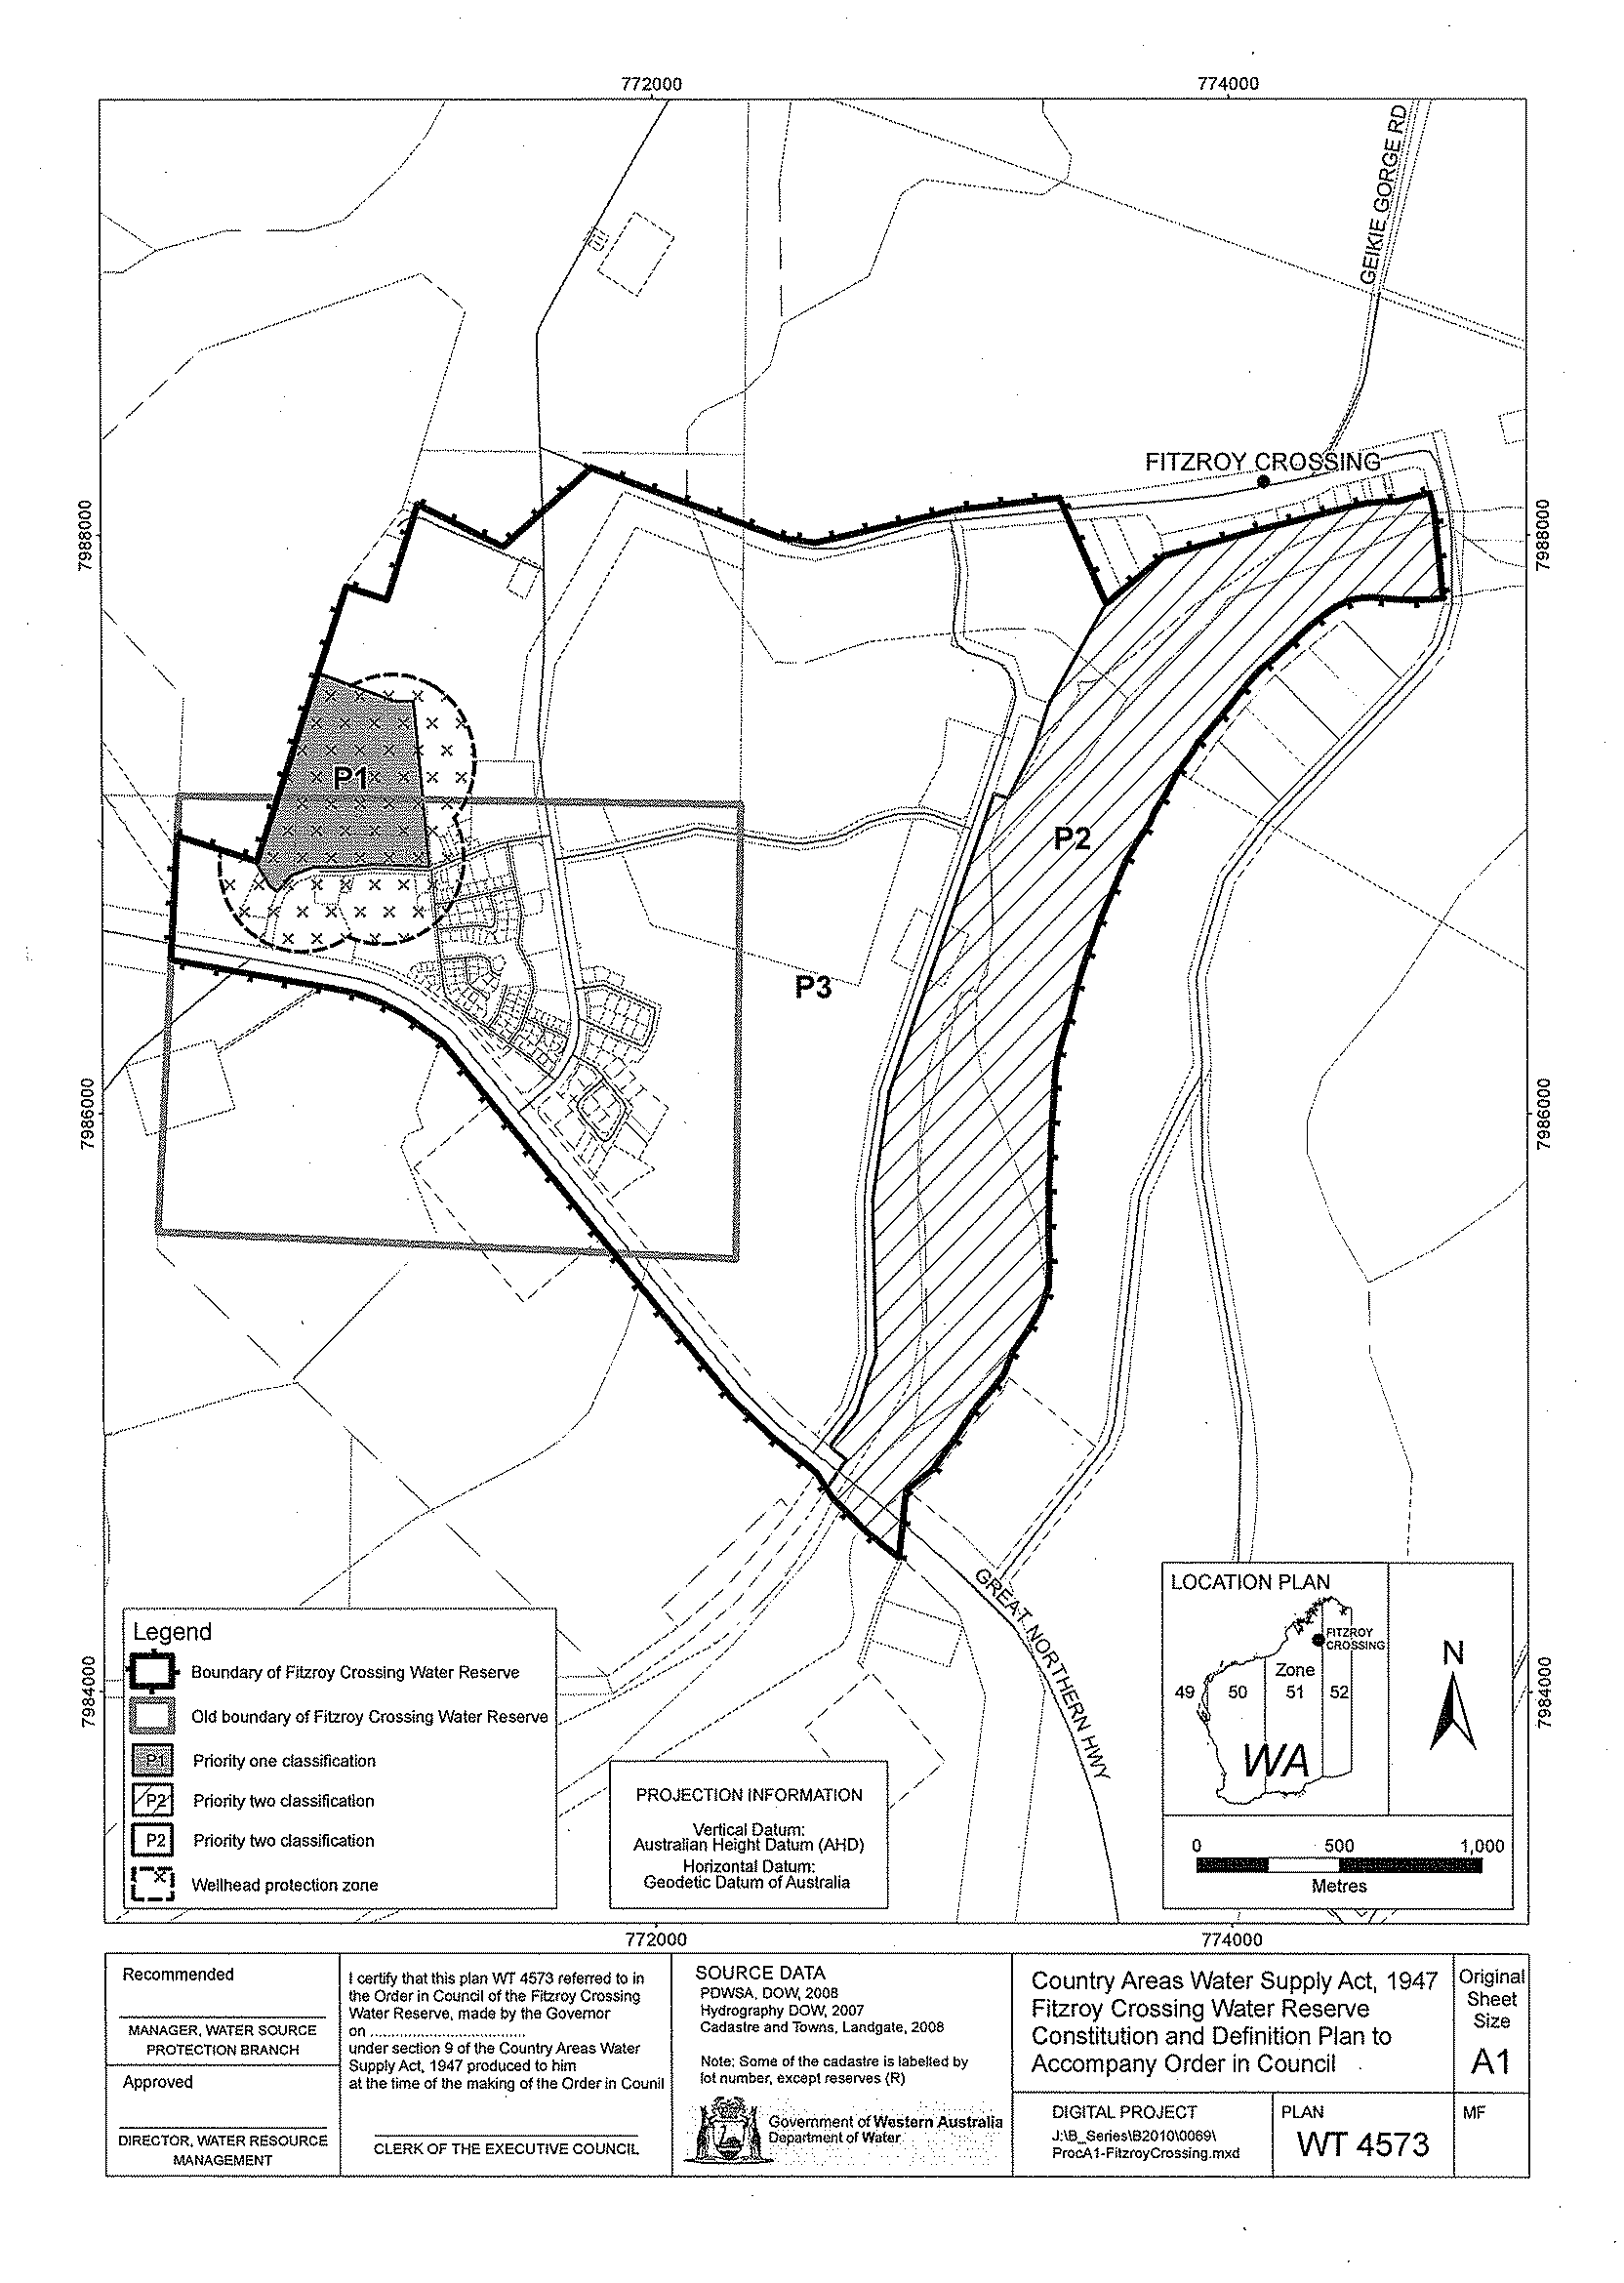 772000
774000
GEIKIE GORGE RD
FITZROY CROSSING
7988000
7988000
P1
P2
P3
7986000
7986000
GREAT NORTHERN HWY
7984000
7984000
Legend
Boundary of Fitzroy Crossing Water Reserve
Old boundary of Fitzroy Crossing Water Reserve
P1 Priority one classification
P2 Priority two classification
P2 Priority two classification
Wellhead protection zone
PROJECTION INFORMATION
Vertical Datum:
Australian Height Datum (AHD)
Horizontal Datum:
Geodetic Datum of Australia
LOCATION PLAN
FITZROY
CROSSING
Zone
49 50 51 52
WA
N
0 500 1,000
Metres
772000
774000
Recommended
MANAGER, WATER SOURCE
PROTECTION BRANCH
Approved
DIRECTOR, WATER RESOURCE
MANAGEMENT
I certify that this plan WT 4573 referred to in
the Order in Council of the Fitzroy Crossing
Water Reserve, made by the Governor
on ....................................
under section 9 of the Country Areas Water
Supply Act, 1947 produced to him
at the time of the making of the Order in Counil
CLERK OF THE EXECUTIVE COUNCIL
SOURCE DATA
PDWSA, DOW, 2008
Hydrography DOW, 2007
Cadastre and Towns, Landgate, 2008
Note: Some of the cadastre is labelled by
lot number, except reserves (R)
Government of Western Australia
Department of Water
Country Areas Water Supply Act, 1947
Fitzroy Crossing Water Reserve
Constitution and Definition Plan to
Accompany Order in Council
Original
Sheet
Size
A1
DIGITAL PROJECT
J:\B_Series\B2010\0069\
ProcA1-FitzroyCrossing.mxd
PLAN
WT 4573
MF